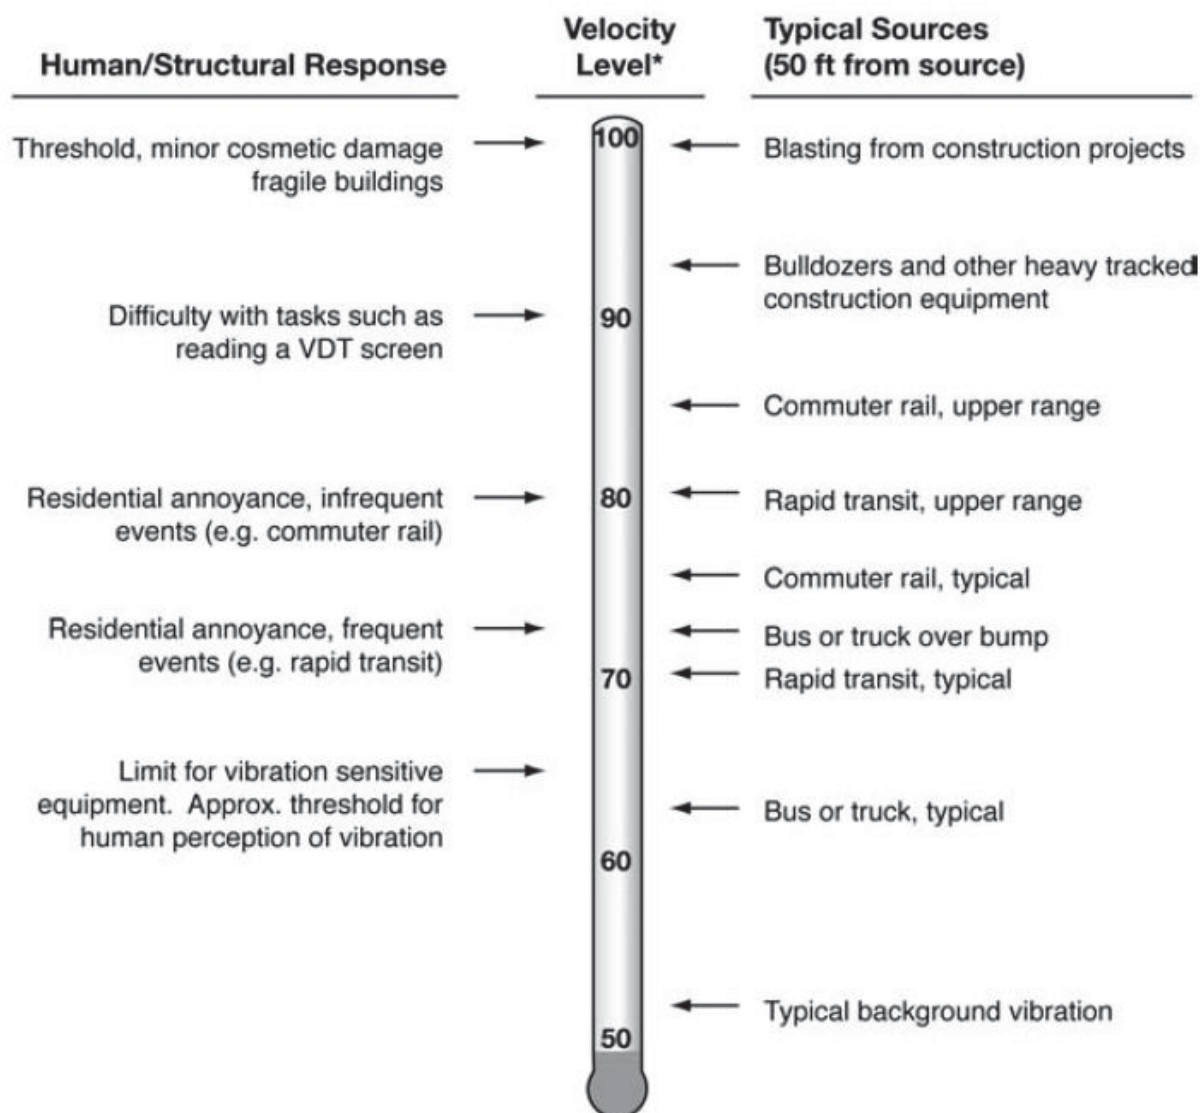 Human/Structural Response
Velocity
Level*
Typical Sources
(50 ft from source)
Threshold, minor cosmetic damage
fragile buildings
100
Blasting from construction projects
Bulldozers and other heavy tracked
construction equipment
Difficulty with tasks such as
reading a VDT screen
90
Commuter rail, upper range
Residential annoyance, infrequent
events (e.g. commuter rail)
80
Rapid transit, upper range
Commuter rail, typical
Residential annoyance, frequent
events (e.g. rapid transit)
Bus or truck over bump
70
Rapid transit, typical
Limit for vibration sensitive
equipment. Approx. threshold for
human perception of vibration
Bus or truck, typical
60
Typical background vibration
50